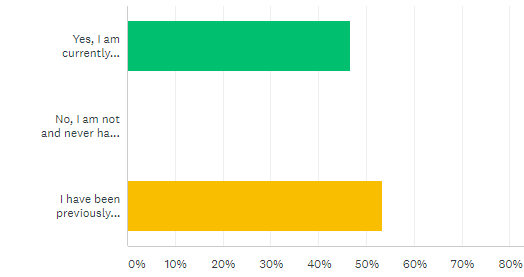 Yes, I am
currently...
No, I am not
and never ha...
I have been
previously...
0% 10% 20% 30% 40% 50% 60% 70% 80%